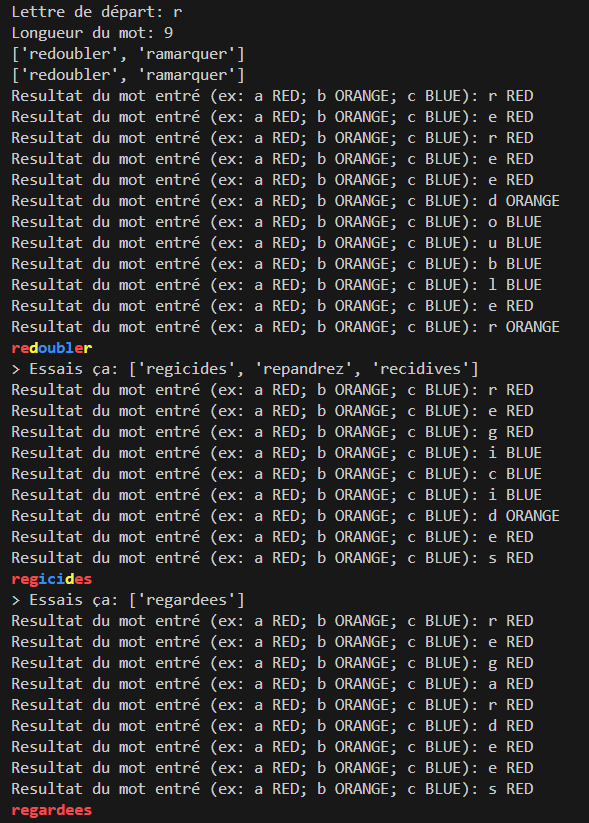 Lettre de départ: r
Longueur du mot: 9
['redoubler', 'ramarquer']
['redoubler', 'ramarquer']
Resultat du mot entré (ex: a RED; b ORANGE; c BLUE): r RED
Resultat du mot entré (ex: a RED; b ORANGE; c BLUE): e RED
Resultat du mot entré (ex: a RED; b ORANGE; c BLUE): r RED
Resultat du mot entré (ex: a RED; b ORANGE; c BLUE): e RED
Resultat du mot entré (ex: a RED; b ORANGE; c BLUE): e RED
Resultat du mot entré (ex: a RED; b ORANGE; c BLUE): d ORANGE
Resultat du mot entré (ex: a RED; b ORANGE; c BLUE): o BLUE
Resultat du mot entré (ex: a RED; b ORANGE; c BLUE): u BLUE
Resultat du mot entré (ex: a RED; b ORANGE; c BLUE): b BLUE
Resultat du mot entré (ex: a RED; b ORANGE; c BLUE): l BLUE
Resultat du mot entré (ex: a RED; b ORANGE; c BLUE): e RED
Resultat du mot entré (ex: a RED; b ORANGE; c BLUE): r ORANGE
redoubler
> Essais ça: ['regicides', 'repandrez', 'recidives']
Resultat du mot entré (ex: a RED; b ORANGE; c BLUE): r RED
Resultat du mot entré (ex: a RED; b ORANGE; c BLUE): e RED
Resultat du mot entré (ex: a RED; b ORANGE; c BLUE): g RED
Resultat du mot entré (ex: a RED; b ORANGE; c BLUE): i BLUE
Resultat du mot entré (ex: a RED; b ORANGE; c BLUE): c BLUE
Resultat du mot entré (ex: a RED; b ORANGE; c BLUE): i BLUE
Resultat du mot entré (ex: a RED; b ORANGE; c BLUE): d ORANGE
Resultat du mot entré (ex: a RED; b ORANGE; c BLUE): e RED
Resultat du mot entré (ex: a RED; b ORANGE; c BLUE): s RED
regicides
> Essais ça: ['regardees']
Resultat du mot entré (ex: a RED; b ORANGE; c BLUE): r RED
Resultat du mot entré (ex: a RED; b ORANGE; c BLUE): e RED
Resultat du mot entré (ex: a RED; b ORANGE; c BLUE): g RED
Resultat du mot entré (ex: a RED; b ORANGE; c BLUE): a RED
Resultat du mot entré (ex: a RED; b ORANGE; c BLUE): r RED
Resultat du mot entré (ex: a RED; b ORANGE; c BLUE): d RED
Resultat du mot entré (ex: a RED; b ORANGE; c BLUE): e RED
Resultat du mot entré (ex: a RED; b ORANGE; c BLUE): e RED
Resultat du mot entré (ex: a RED; b ORANGE; c BLUE): s RED
regardees